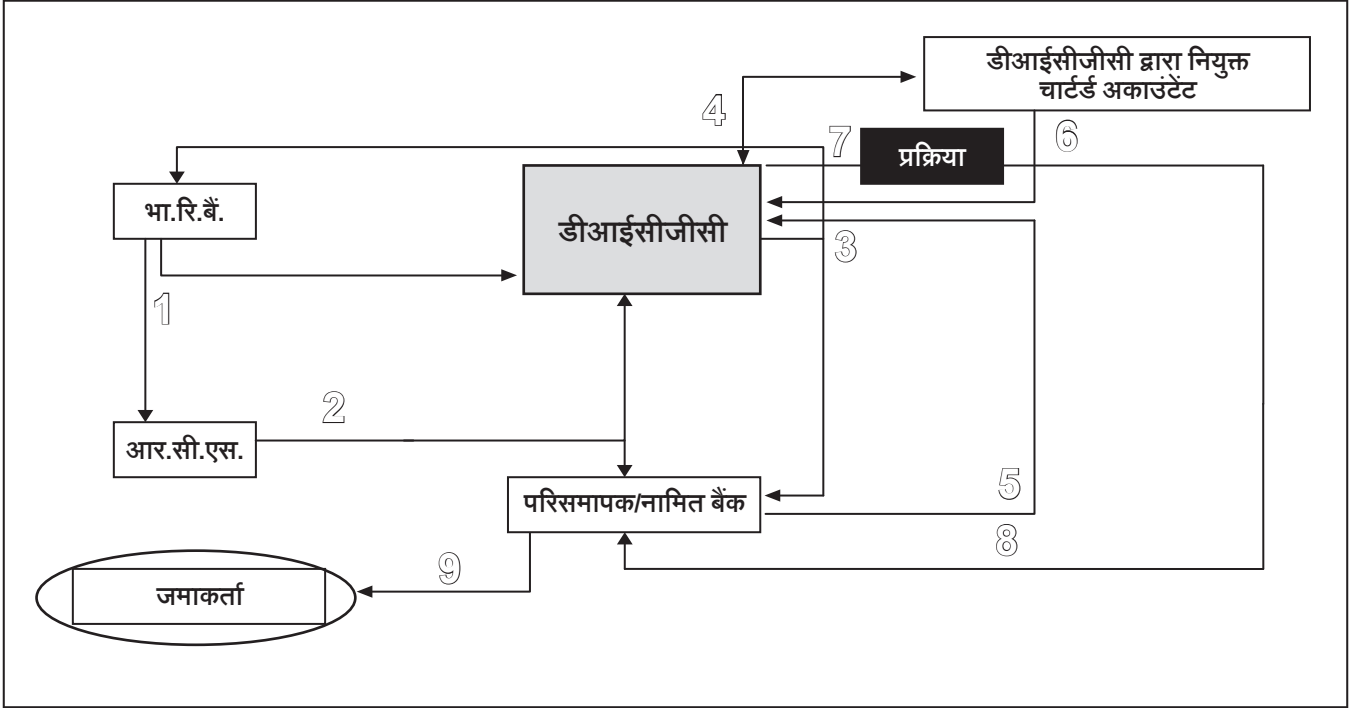 डीआईसीजीसी द्वारा नियुक्त
चार्टर्ड अकाउंटेंट
4
7
प्रक्रिया
6
भा.रि.बैं.
डीआईसीजीसी
3
1
2
आर.सी.एस.
परिसमापक/नामित बैंक
5
8
9
जमाकर्ता